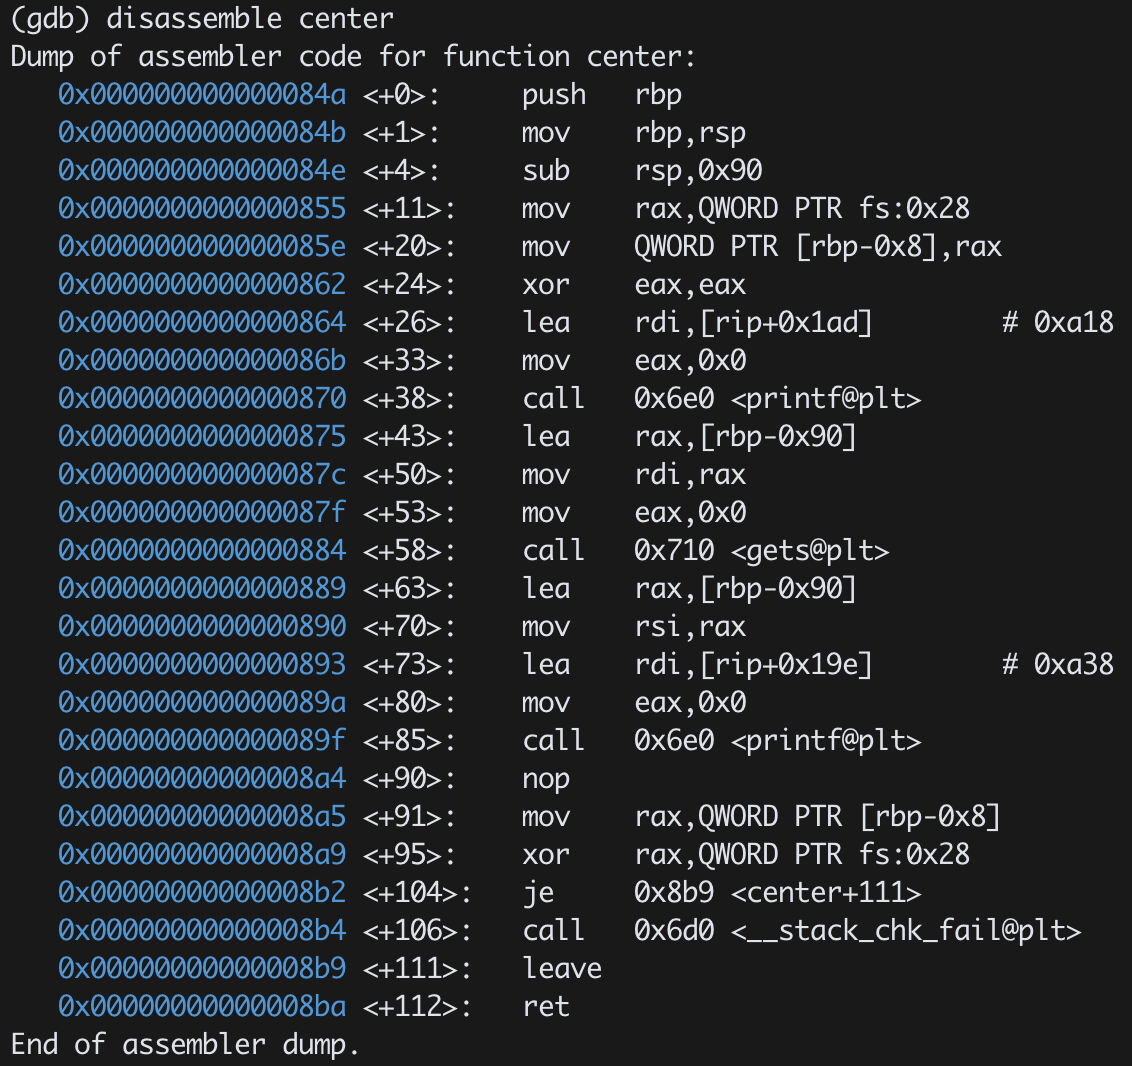 (gdb) disassemble center
Dump of assembler code for function center:
   0x000000000000084a <+0>:     push   rbp
   0x000000000000084b <+1>:     mov    rbp,rsp
   0x000000000000084e <+4>:     sub    rsp,0x90
   0x0000000000000855 <+11>:    mov    rax,QWORD PTR fs:0x28
   0x000000000000085e <+20>:    mov    QWORD PTR [rbp-0x8],rax
   0x0000000000000862 <+24>:    xor    eax,eax
   0x0000000000000864 <+26>:    lea    rdi,[rip+0x1ad]        # 0xa18
   0x000000000000086b <+33>:    mov    eax,0x0
   0x0000000000000870 <+38>:    call   0x6e0 <printf@plt>
   0x0000000000000875 <+43>:    lea    rax,[rbp-0x90]
   0x000000000000087c <+50>:    mov    rdi,rax
   0x000000000000087f <+53>:    mov    eax,0x0
   0x0000000000000884 <+58>:    call   0x710 <gets@plt>
   0x0000000000000889 <+63>:    lea    rax,[rbp-0x90]
   0x0000000000000890 <+70>:    mov    rsi,rax
   0x0000000000000893 <+73>:    lea    rdi,[rip+0x19e]        # 0xa38
   0x000000000000089a <+80>:    mov    eax,0x0
   0x000000000000089f <+85>:    call   0x6e0 <printf@plt>
   0x00000000000008a4 <+90>:    nop
   0x00000000000008a5 <+91>:    mov    rax,QWORD PTR [rbp-0x8]
   0x00000000000008a9 <+95>:    xor    rax,QWORD PTR fs:0x28
   0x00000000000008b2 <+104>:   je     0x8b9 <center+111>
   0x00000000000008b4 <+106>:   call   0x6d0 <__stack_chk_fail@plt>
   0x00000000000008b9 <+111>:   leave
   0x00000000000008ba <+112>:   ret
End of assembler dump.